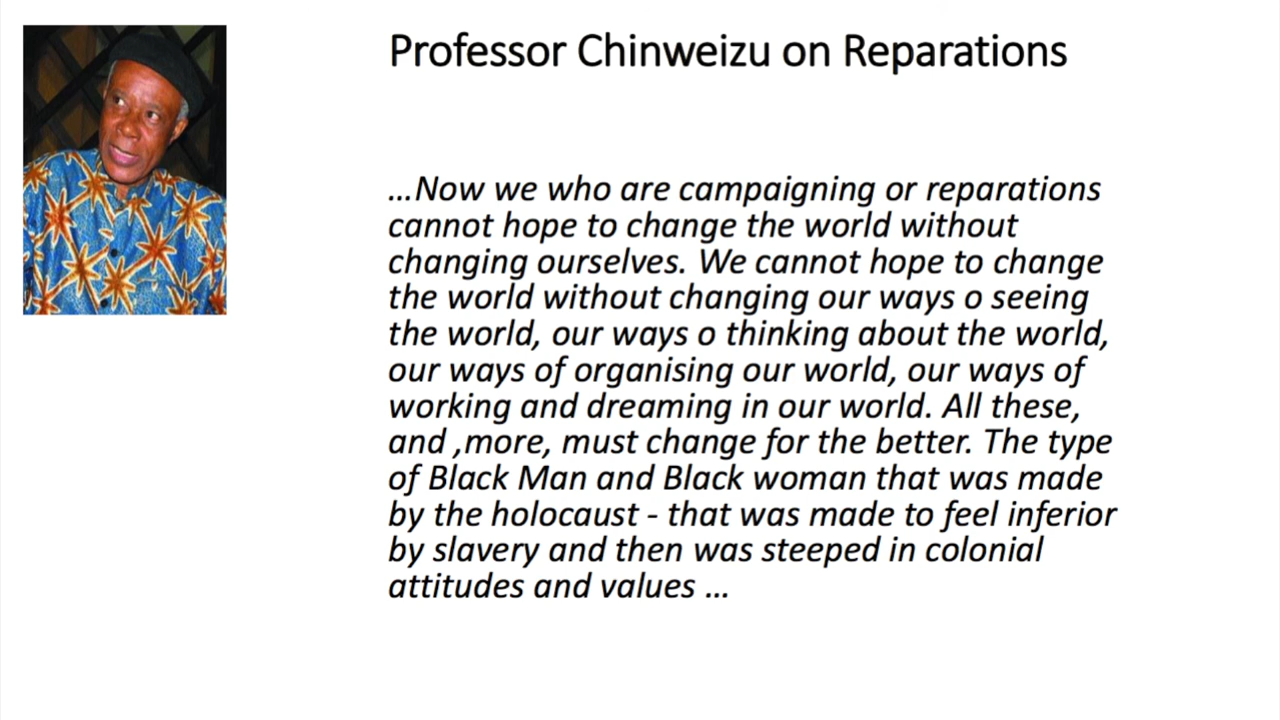 Professor Chinweizu on Reparations
...Now we who are campaigning or reparations
cannot hope to change the world without
changing ourselves. We cannot hope to change
the world without changing our ways o seeing
the world, our ways o thinking about the world,
our ways of organising our world, our ways of
working and dreaming in our world. All these,
and ,more, must change for the better. The type
of Black Man and Black woman that was made
by the holocaust - that was made to feel inferior
by slavery and then was steeped in colonial
attitudes and values ...